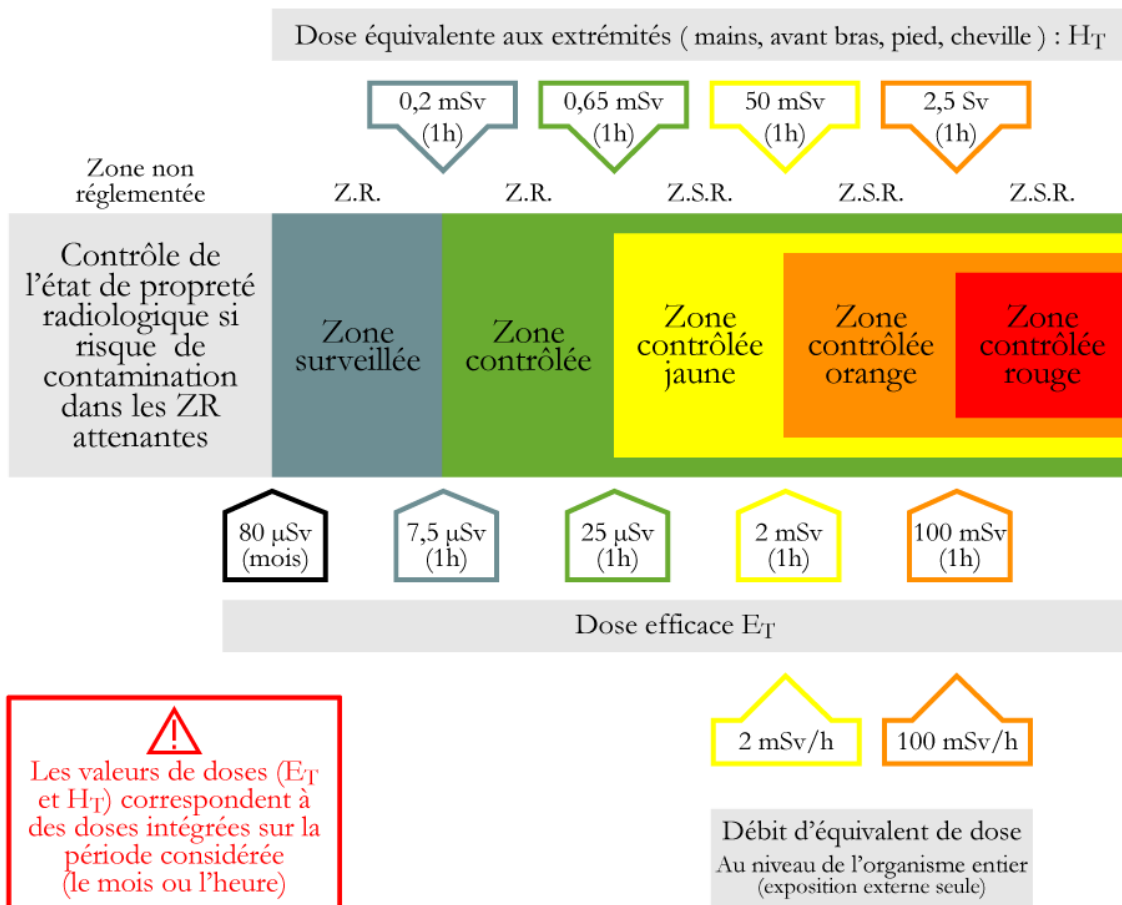 Dose équivalente aux extrémités ( mains, avant bras, pied, cheville ) : HT
0,2 mSv
(1h)
0,65 mSv
(1h)
50 mSv
(1h)
2,5 Sv
(1h)
Zone non
réglementée
Z.R.
Z.R.
Z.S.R.
Z.S.R.
Z.S.R.
Contrôle de
l'état de propreté
radiologique si
risque de
contamination
dans les ZR
attenantes
Zone
surveillée
Zone
contrôlée
Zone
contrôlée
jaune
Zone
contrôlée
orange
Zone
contrôlée
rouge
80 µSv
(mois)
7,5 µSv
(1h)
25 µSv
(1h)
2 mSv
(1h)
100 mSv
(1h)
Dose efficace ET
2 mSv/h
100 mSv/h
Débit d'équivalent de dose
Au niveau de l'organisme entier
(exposition externe seule)
Les valeurs de doses (ET
et HT) correspondent à
des doses intégrées sur la
période considérée
(le mois ou l'heure)